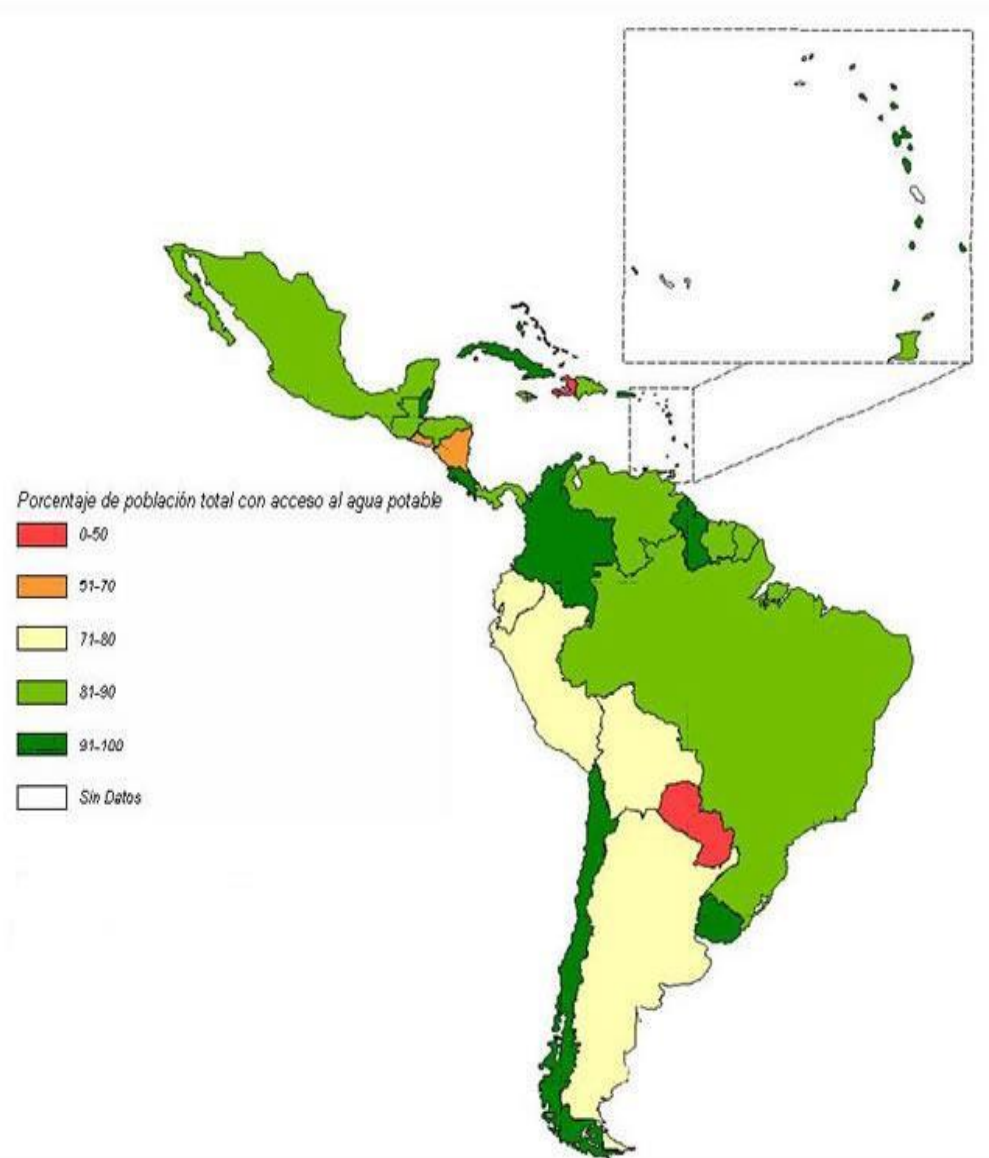 Porcentaje de población total con acceso al agua potable
0-50
51-70
71-80
81-90
91-100
Sin Datos